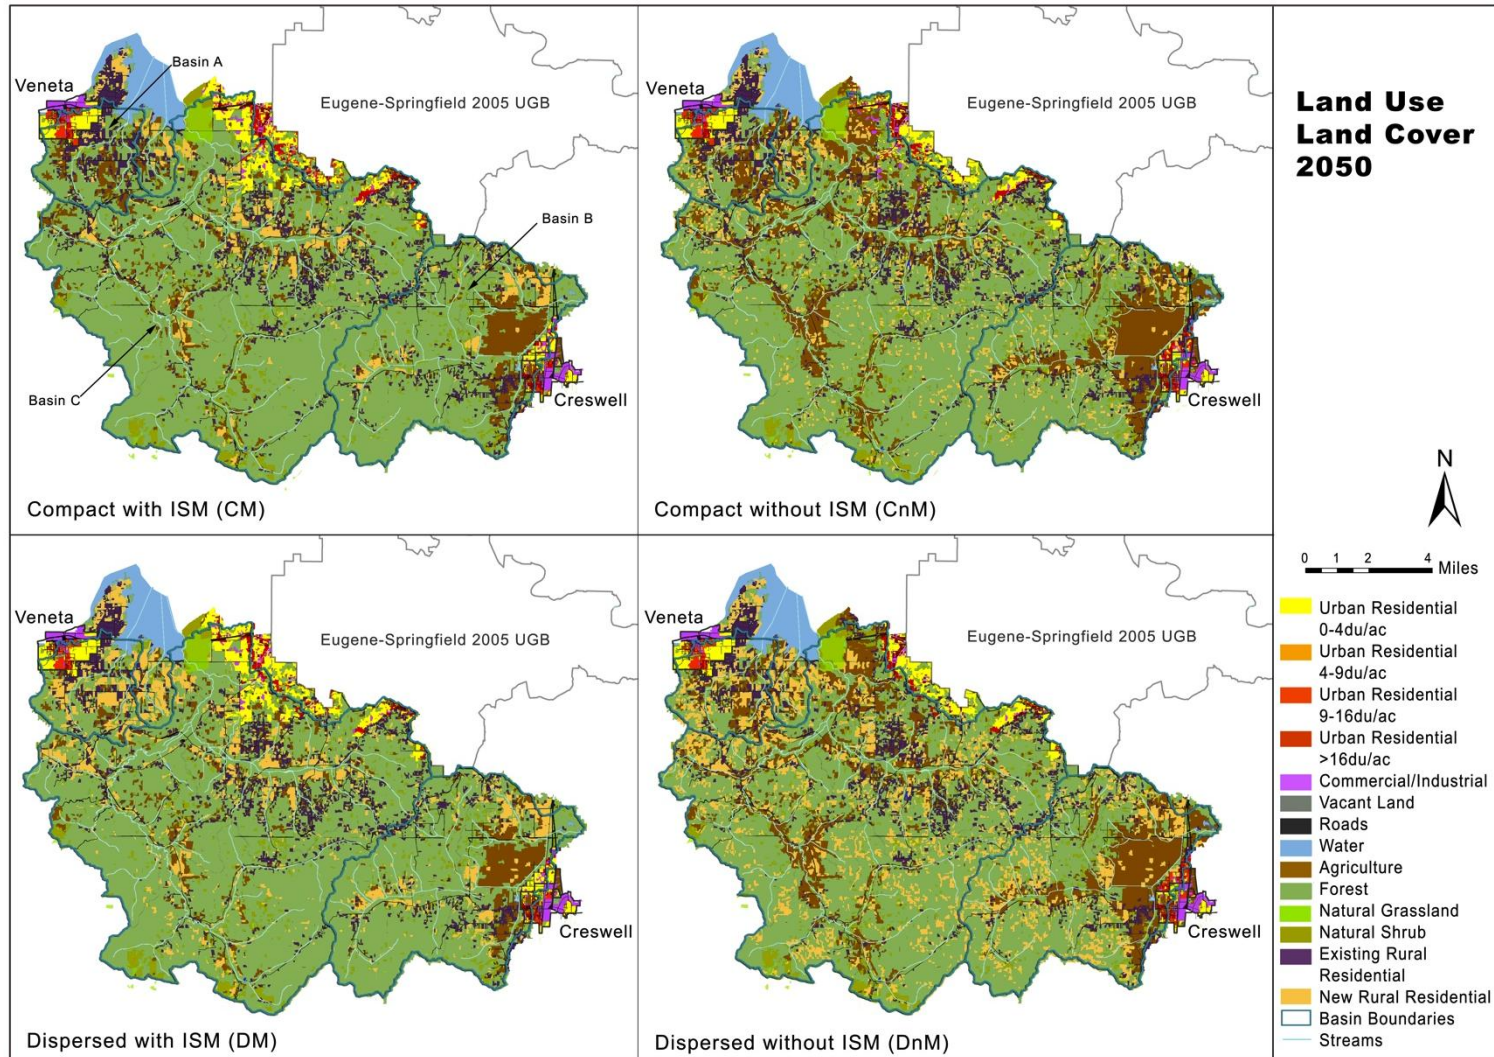 Veneta
Basin A
Eugene-Springfield 2005 UGB
Basin B
Basin C
Creswell
Compact with ISM (CM)
Veneta
Eugene-Springfield 2005 UGB
Creswell
Compact without ISM (CnM)
Veneta
Eugene-Springfield 2005 UGB
Creswell
Dispersed with ISM (DM)
Veneta
Eugene-Springfield 2005 UGB
Creswell
Dispersed without ISM (DnM)
Land Use
Land Cover
2050
N
0 1 2 4
Miles
Urban Residential
0-4du/ac
Urban Residential
4-9du/ac
Urban Residential
9-16du/ac
Urban Residential
>16du/ac
Commercial/Industrial
Vacant Land
Roads
Water
Agriculture
Forest
Natural Grassland
Natural Shrub
Existing Rural
Residential
New Rural Residential
Basin Boundaries
Streams